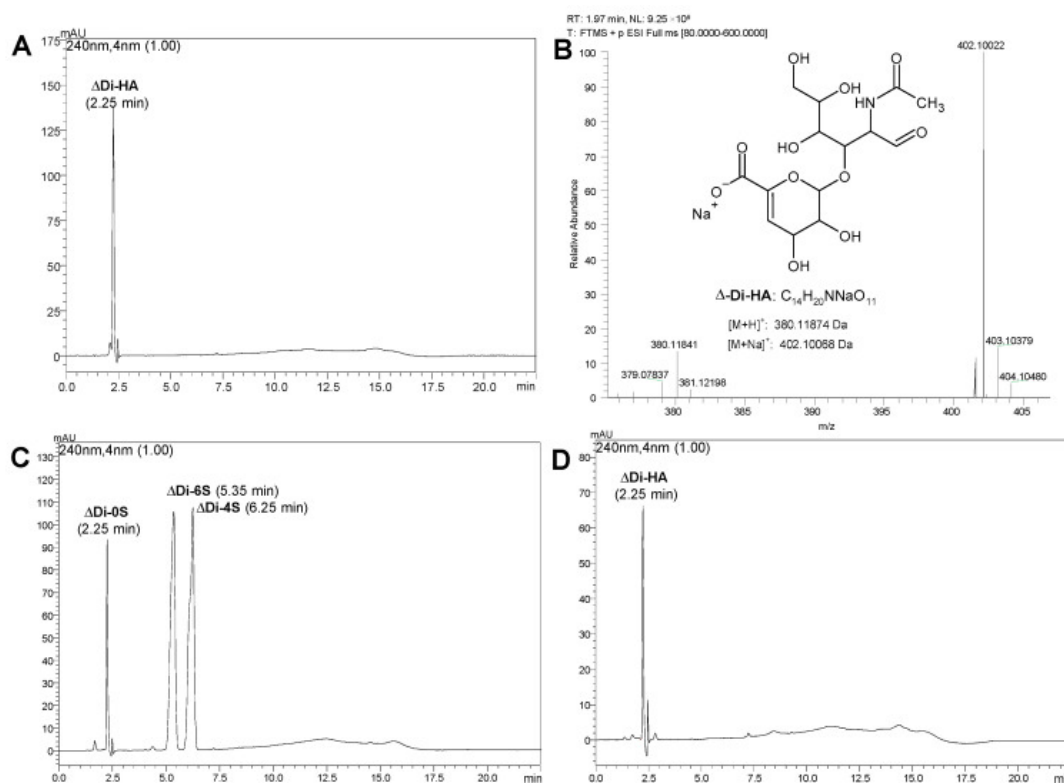 A
mAU
240nm,4nm (1.00)
175
150
125
100
75
50
25
0
ΔDi-HA
(2.25 min)
0.0 2.5 5.0 7.5 10.0 12.5 15.0 17.5 20.0 min
RT: 1.97 min, NL: 9.25
T: FTMS + p ESI Full ms [80.0000-600.0000]
B
Relative Abundance
100
90
80
70
60
50
40
30
20
10
0
402.10022
OH
OH
HO
HO
HN
O
CH₃
O
O
O
O⁻
Na⁺
O
OH
OH
Δ-Di-HA: C₁₄H₂₀NNaO₁₁
[M+H]⁺: 380.11874 Da
[M+Na]⁺: 402.10068 Da
380.11841
379.07837
381.12198
403.10379
404.10480
380 385 390 395 400 405
m/z
C
mAU
240nm,4nm (1.00)
130
120
110
100
90
80
70
60
50
40
30
20
10
0
ΔDi-0S
(2.25 min)
ΔDi-6S (5.35 min)
ΔDi-4S (6.25 min)
0.0 2.5 5.0 7.5 10.0 12.5 15.0 17.5 20.0 min
D
mAU
240nm,4nm (1.00)
80
70
60
50
40
30
20
10
0
ΔDi-HA
(2.25 min)
0.0 2.5 5.0 7.5 10.0 12.5 15.0 17.5 20.0